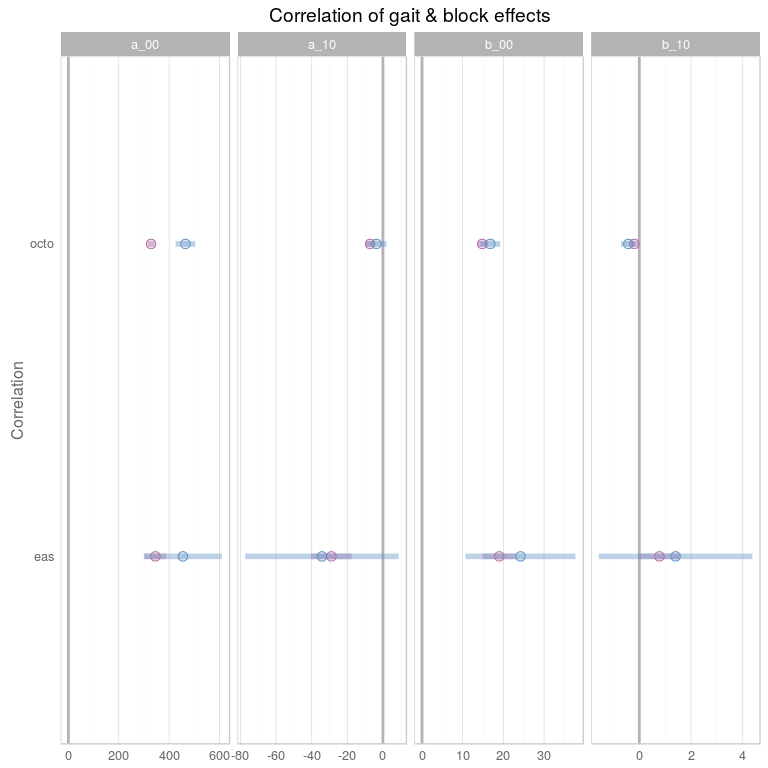 Correlation of gait & block effects
a_00 a_10 b_00 b_10
octo
Correlation
eas
0 200 400 600 -80 -60 -40 -20 0 0 10 20 30 0 2 4